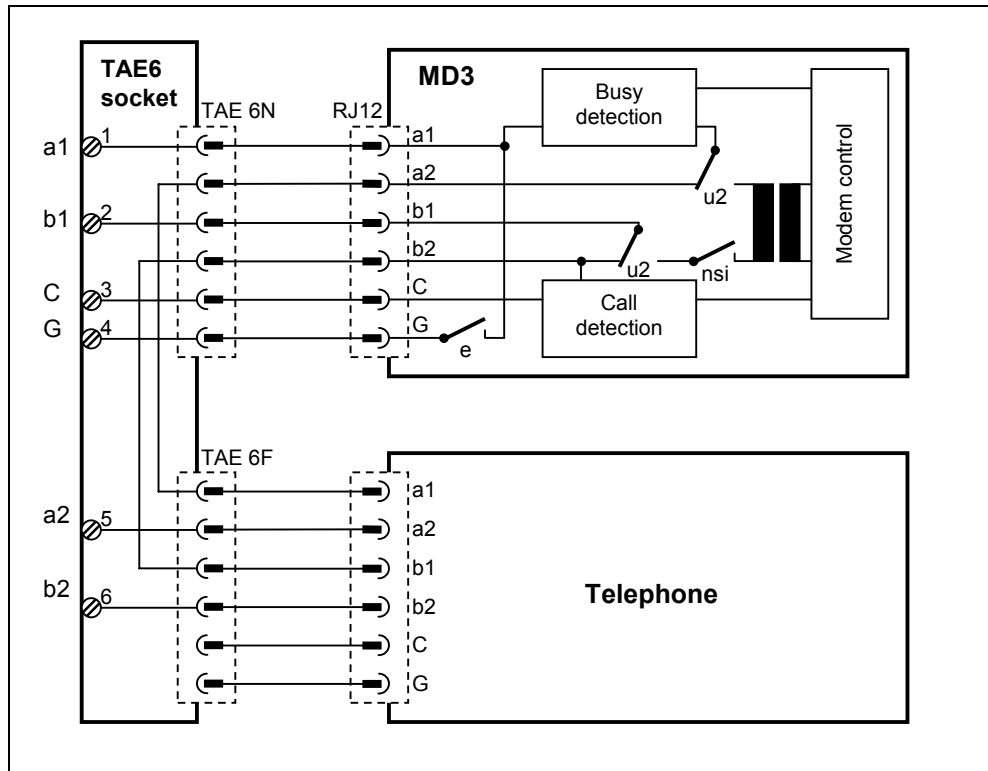 TAE6
socket
MD3
TAE 6N
RJ12
Busy
detection
Modem control
a1
1
a1
a2
u2
b1
2
b1
b2
u2
nsi
C
3
C
Call
detection
G
4
G
e
TAE 6F
a1
a2
5
a2
b1
Telephone
b2
6
b2
C
G